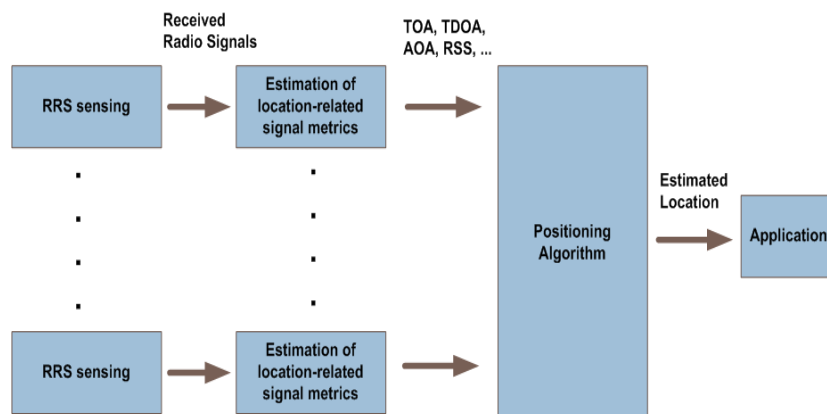 Received
Radio Signals
TOA, TDOA,
AOA, RSS, ...
RRS sensing
Estimation of
location-related
signal metrics
Positioning
Algorithm
Estimated
Location
Application
RRS sensing
Estimation of
location-related
signal metrics